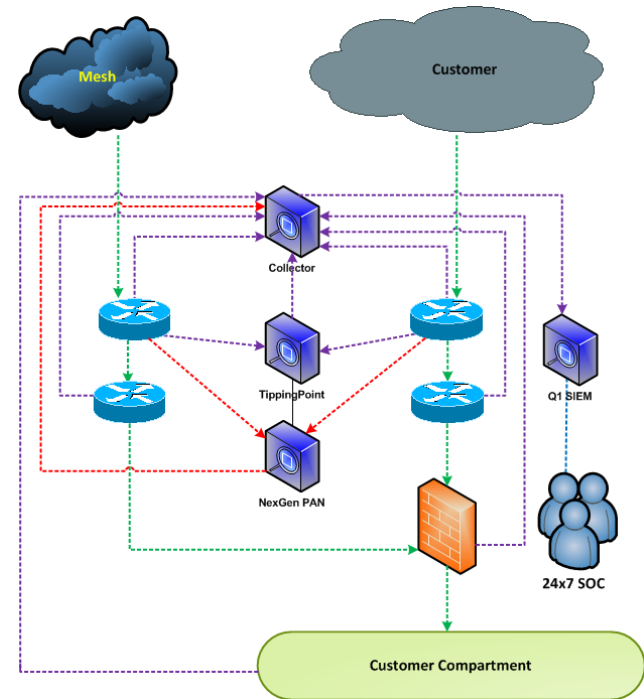 Mesh
Customer
Collector
TippingPoint
Q1 SIEM
NexGen PAN
24x7 SOC
Customer Compartment